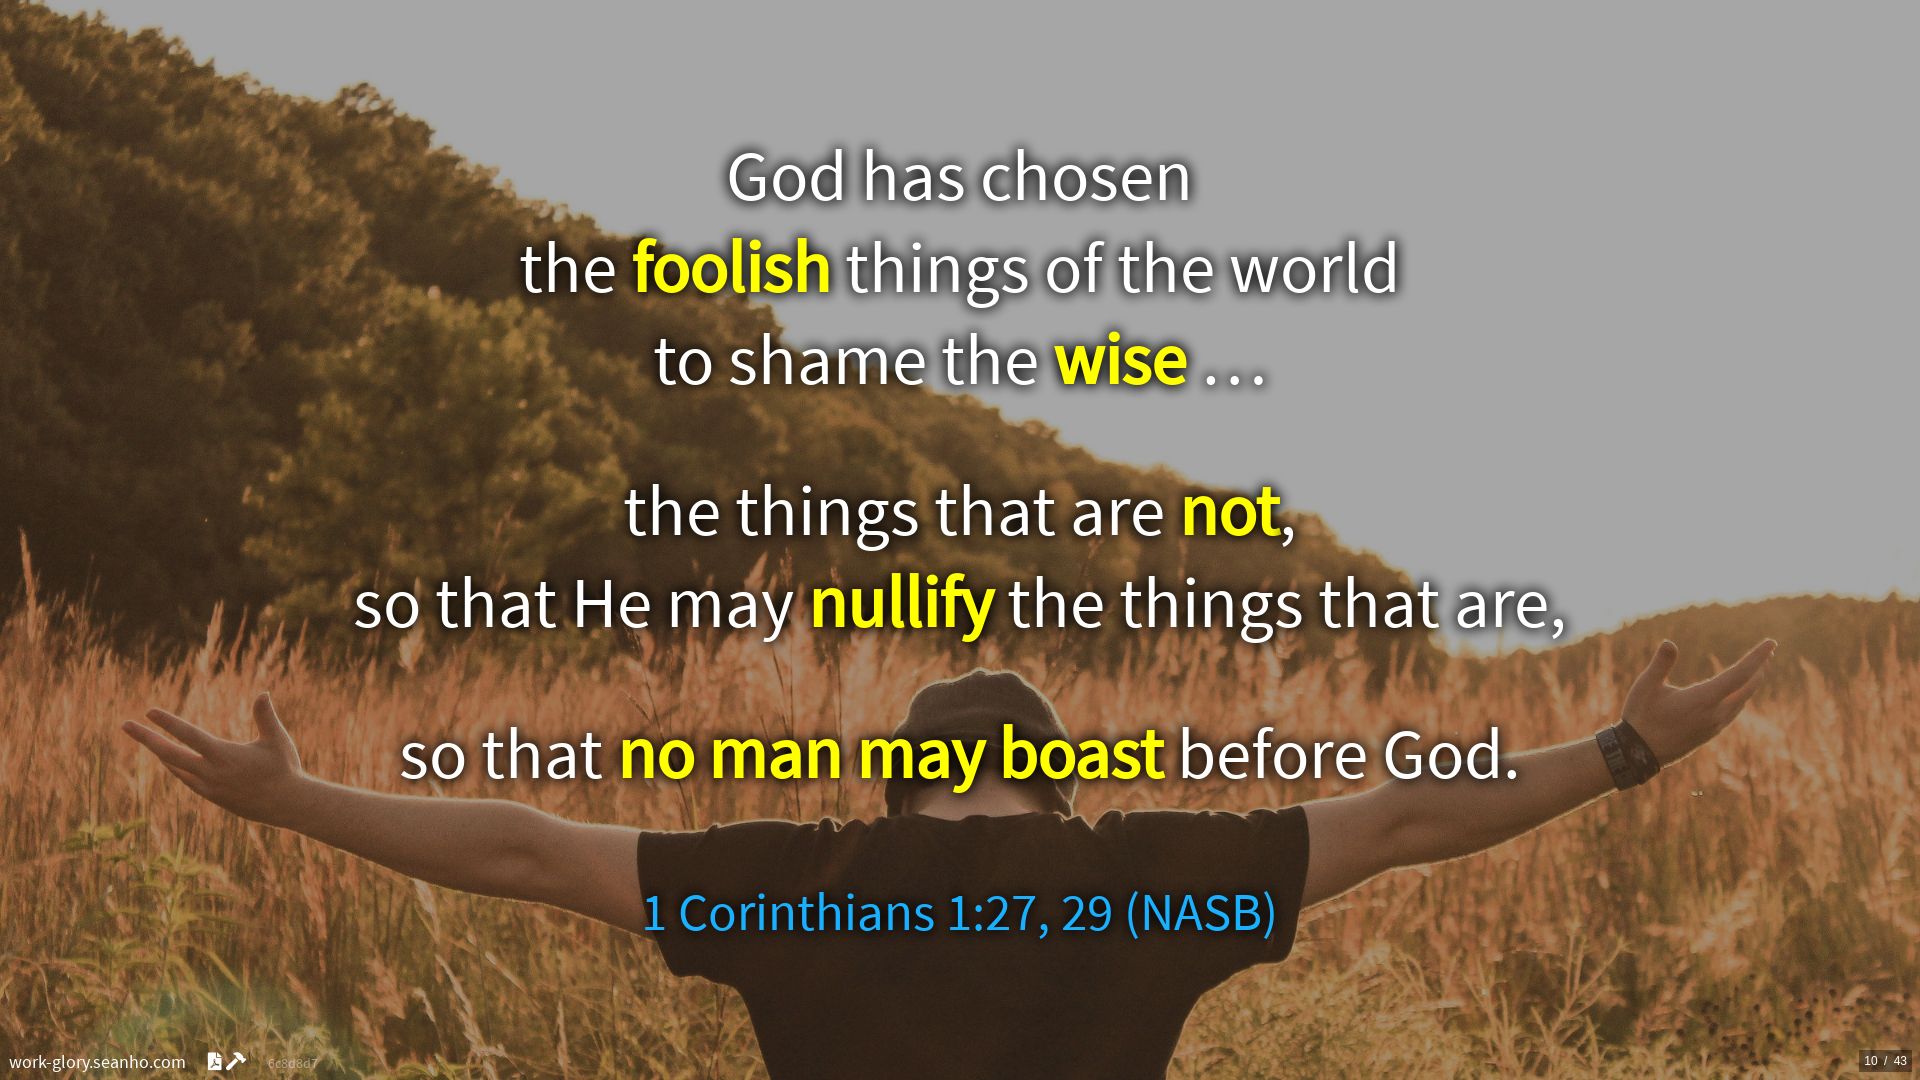 God has chosen
the foolish things of the world
to shame the wise …
the things that are not,
so that He may nullify the things that are,
so that no man may boast before God.
1 Corinthians 1:27, 29 (NASB)
work-glory.seanho.com
6c8d8d7
10 / 43